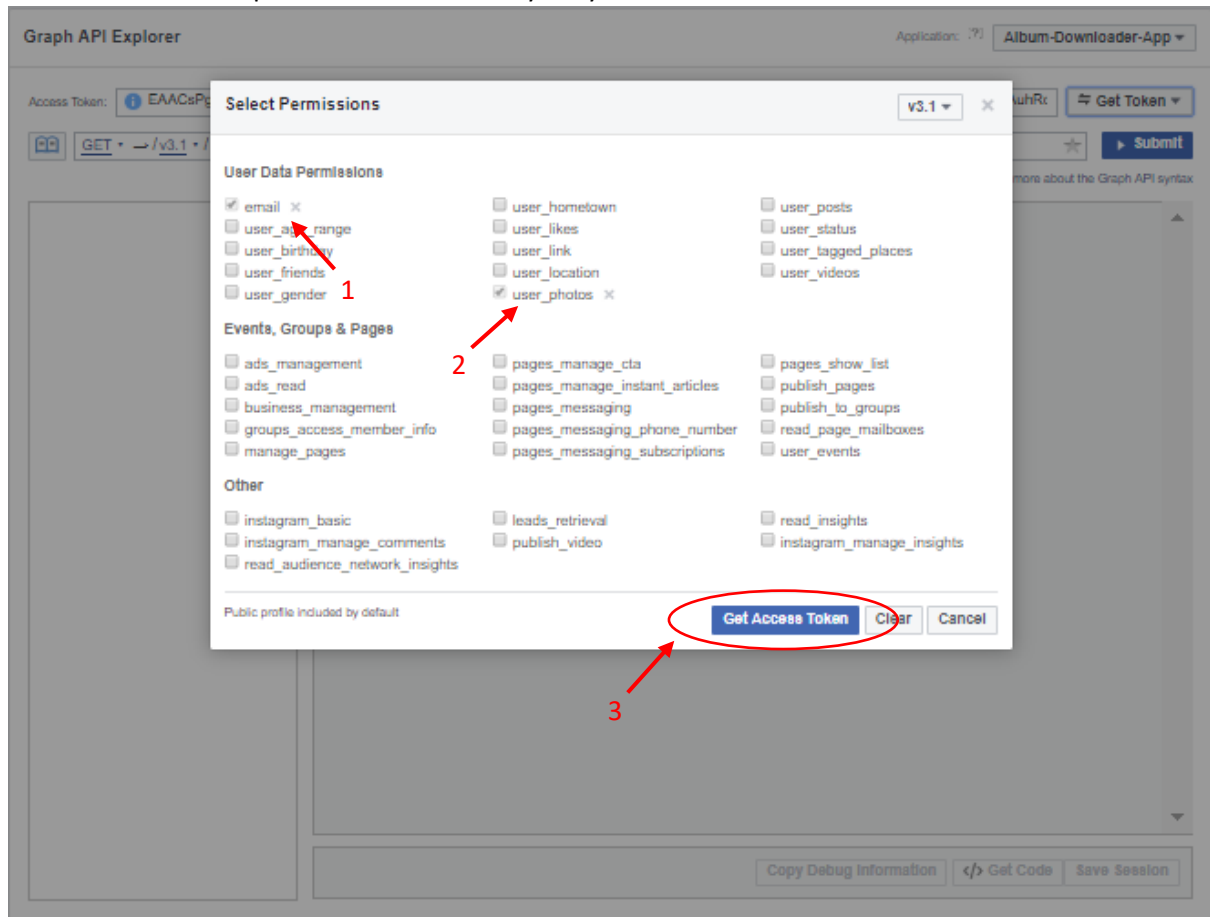 Graph API Explorer
Application: [?] Album-Downloader-App
Access Token: EAACsPg AuhRc Get Token
GET /v3.1 / Submit
more about the Graph API syntax
Select Permissions v3.1
User Data Permissions
email user_hometown user_posts
user_age_range user_likes user_status
user_birthday user_link user_tagged_places
user_friends user_location user_videos
user_gender user_photos
1
2
Events, Groups & Pages
ads_management pages_manage_cta pages_show_list
ads_read pages_manage_instant_articles publish_pages
business_management pages_messaging publish_to_groups
groups_access_member_info pages_messaging_phone_number read_page_mailboxes
manage_pages pages_messaging_subscriptions user_events
Other
instagram_basic leads_retrieval read_insights
instagram_manage_comments publish_video instagram_manage_insights
read_audience_network_insights
Public profile included by default Get Access Token Clear Cancel
3
Copy Debug Information </> Get Code Save Session